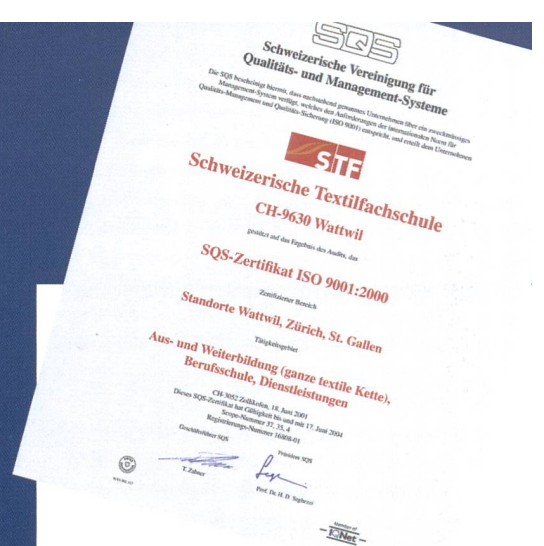 SQS
Schweizerische Vereinigung für
Qualitäts- und Management-Systeme
Die SQS bescheinigt hiermit, dass nachstehend genanntes Unternehmen über ein zweckmässiges
Management-System verfügt, welches den Anforderungen der internationalen Norm für
Qualitäts-Management und Qualitäts-Sicherung (ISO 9001) entspricht, und erteilt dem Unternehmen
STF
Schweizerische Textilfachschule
CH-9630 Wattwil
gestützt auf das Ergebnis des Audits, das
SQS-Zertifikat ISO 9001:2000
Zertifizierter Bereich
Standorte Wattwil, Zürich, St. Gallen
Tätigkeitsgebiet
Aus- und Weiterbildung (ganze textile Kette),
Berufsschule, Dienstleistungen
CH-3052 Zollikofen, 18. Juni 2001
Dieses SQS-Zertifikat hat Gültigkeit bis und mit 17. Juni 2004
Scope-Nummer 37, 35, 4
Registrierungs-Nummer 16808-01
Geschäftsführer SQS
Präsident SQS
T. Zahner
Prof. Dr. H. D. Seghezzi
Member of
IQNet